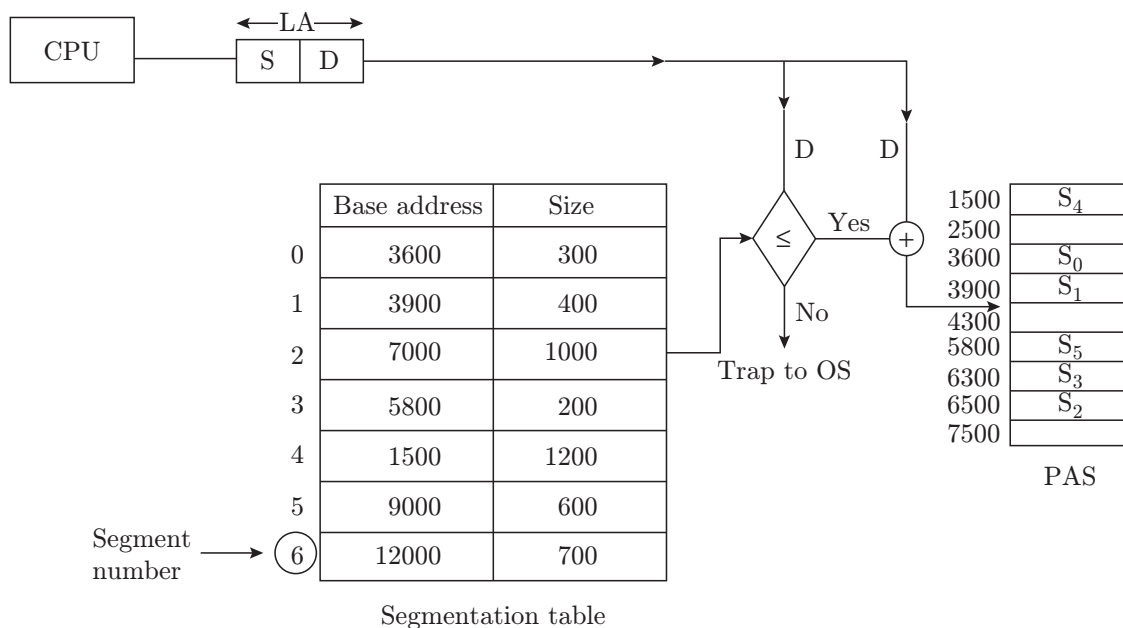 LA
CPU
S D
D D
Base address Size
0 3600 300
1 3900 400
2 7000 1000
3 5800 200
4 1500 1200
5 9000 600
6 12000 700
Segment
number
Segmentation table
≤
Yes
+
No
Trap to OS
1500 S4
2500
3600 S0
3900 S1
4300
5800 S5
6300 S3
6500 S2
7500
PAS